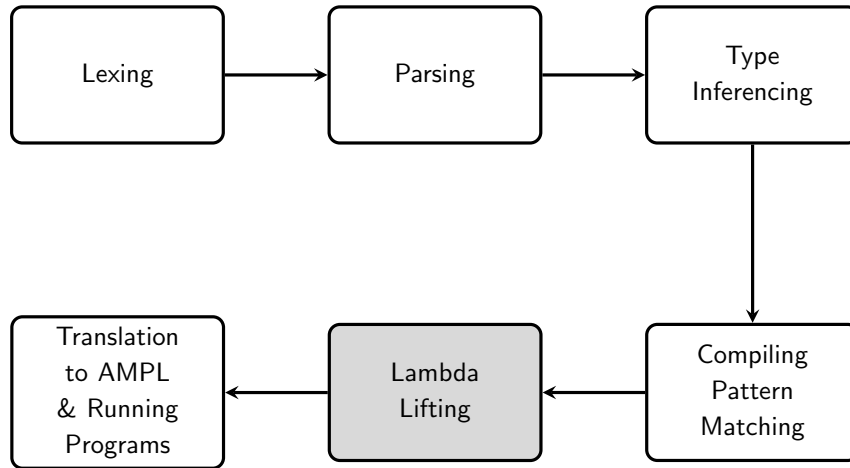 Lexing
Parsing
Type
Inferencing
Translation
to AMPL
& Running
Programs
Lambda
Lifting
Compiling
Pattern
Matching